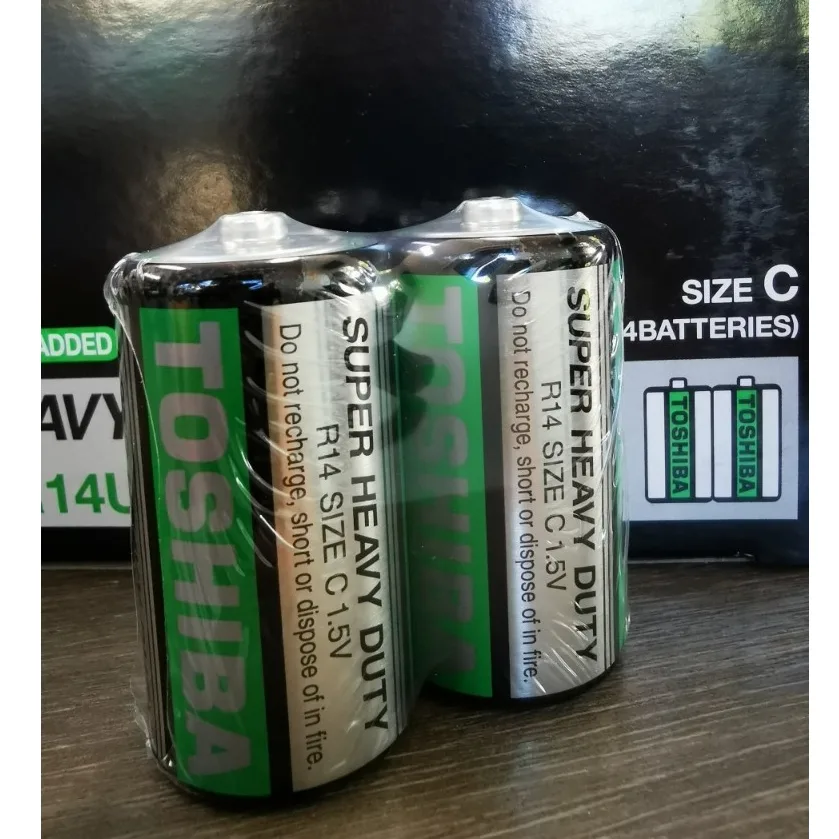 TOSHIBA
SUPER HEAVY DUTY
R14 SIZE C 1.5V
Do not recharge, short or dispose of in fire.
TOSHIBA
SUPER HEAVY DUTY
R14 SIZE C 1.5V
Do not recharge, short or dispose of in fire.
ADDED
AVY
14U
SIZE C
4BATTERIES)
TOSHIBA
TOSHIBA